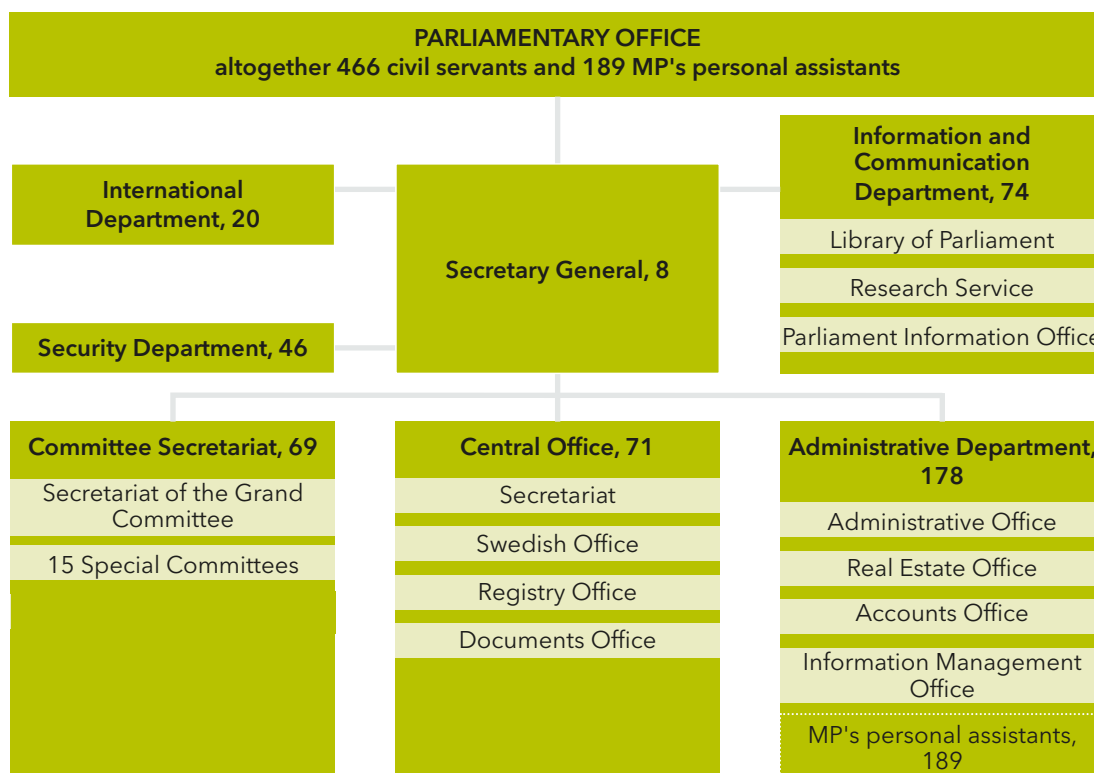 PARLIAMENTARY OFFICE
altogether 466 civil servants and 189 MP's personal assistants
International
Department, 20
Security Department, 46
Secretary General, 8
Information and
Communication
Department, 74
Library of Parliament
Research Service
Parliament Information Office
Committee Secretariat, 69
Secretariat of the Grand
Committee
15 Special Committees
Central Office, 71
Secretariat
Swedish Office
Registry Office
Documents Office
Administrative Department,
178
Administrative Office
Real Estate Office
Accounts Office
Information Management
Office
MP's personal assistants,
189